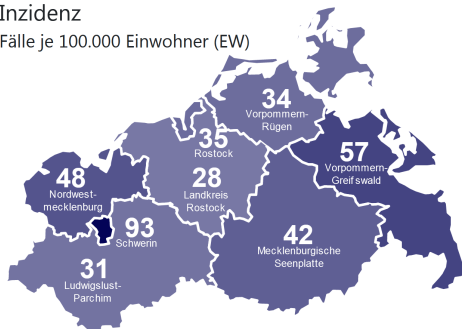 Inzidenz
Fälle je 100.000 Einwohner (EW)
34
Vorpommern-
Rügen
35
Rostock
57
Vorpommern-
Greifswald
48
Nordwest-
mecklenburg
28
Landkreis
Rostock
93
Schwerin
42
Mecklenburgische
Seenplatte
31
Ludwigslust-
Parchim